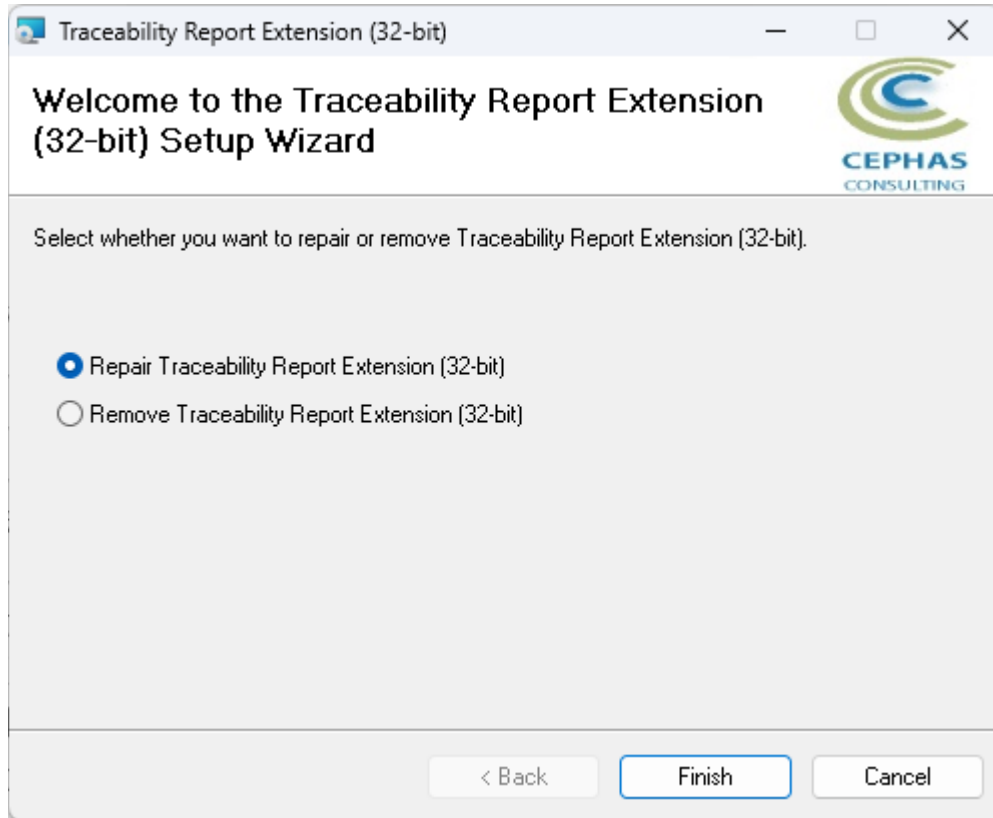 Traceability Report Extension (32-bit)
Welcome to the Traceability Report Extension
(32-bit) Setup Wizard
CEPHAS
CONSULTING
Select whether you want to repair or remove Traceability Report Extension (32-bit).
Repair Traceability Report Extension (32-bit)
Remove Traceability Report Extension (32-bit)
< Back
Finish
Cancel